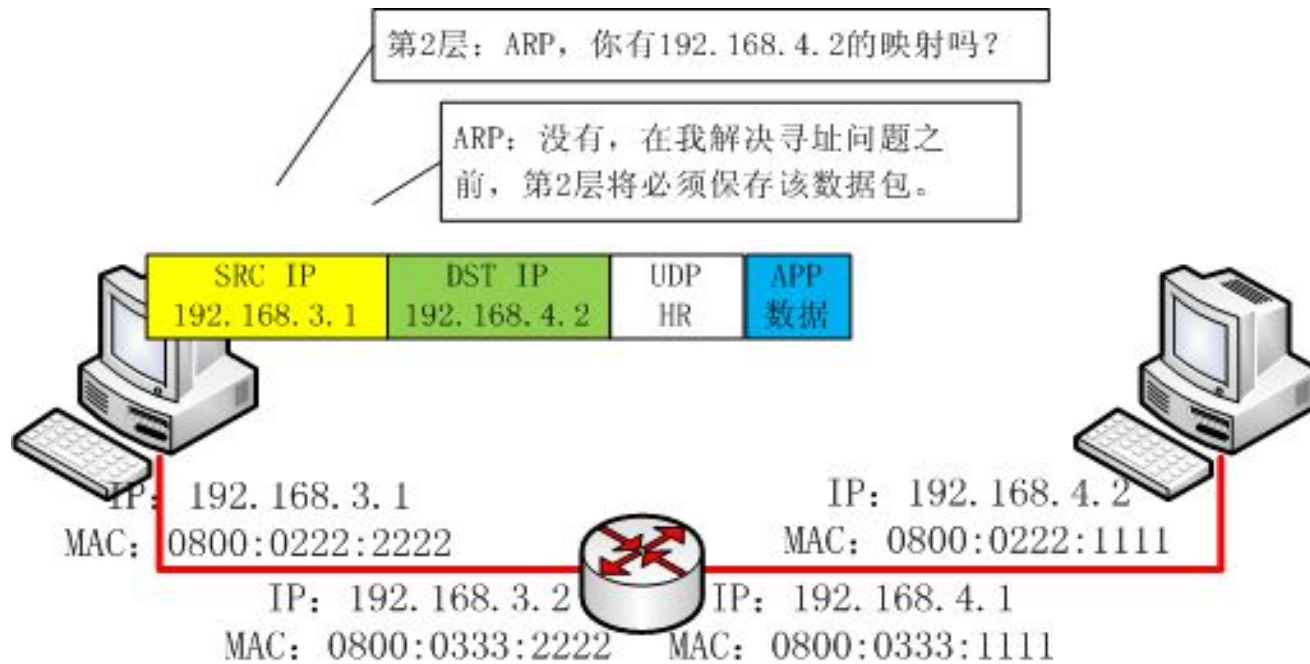 第2层：ARP，你有192.168.4.2的映射吗？
ARP：没有，在我解决寻址问题之
前，第2层将必须保存该数据包。
SRC IP
192.168.3.1
DST IP
192.168.4.2
UDP
HR
APP
数据
IP：192.168.3.1
MAC：0800:0222:2222
IP：192.168.4.2
MAC：0800:0222:1111
IP：192.168.3.2
MAC：0800:0333:2222
IP：192.168.4.1
MAC：0800:0333:1111